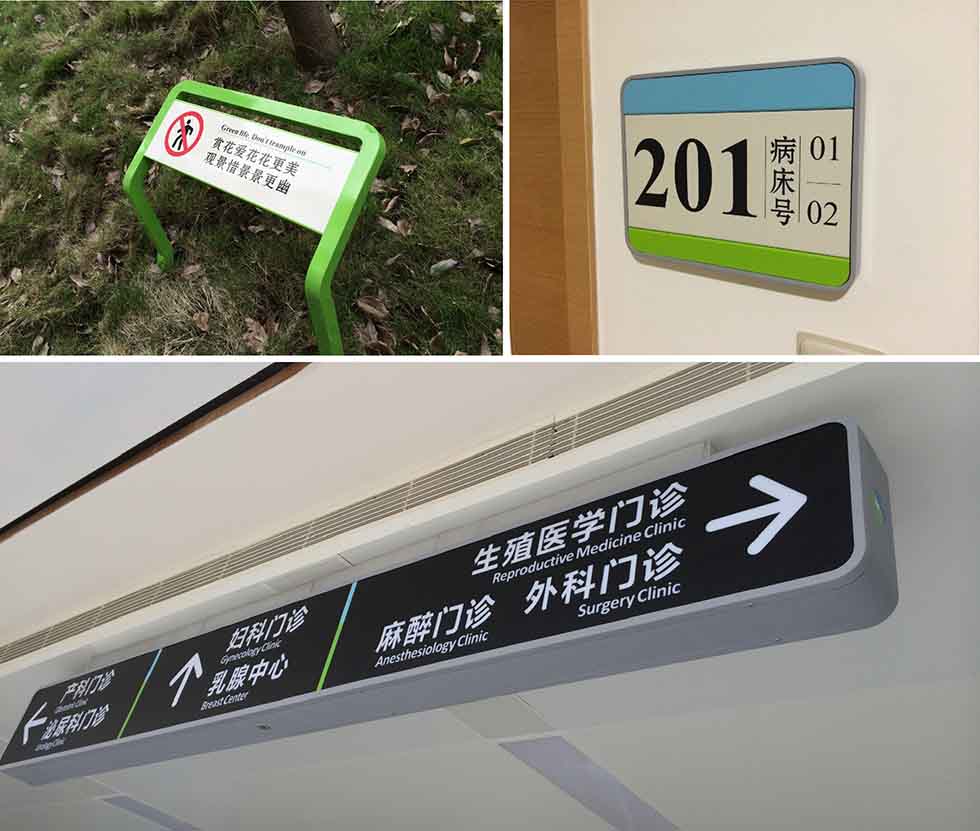 Green life, Don't trample on
赏花爱花花更美
观景惜景景更幽
201
病床号
01
02
产科门诊
Obstetric Clinic
泌尿科门诊
Urology Clinic
妇科门诊
Gynecology Clinic
乳腺中心
Breast Center
生殖医学门诊
Reproductive Medicine Clinic
麻醉门诊
Anesthesiology Clinic
外科门诊
Surgery Clinic